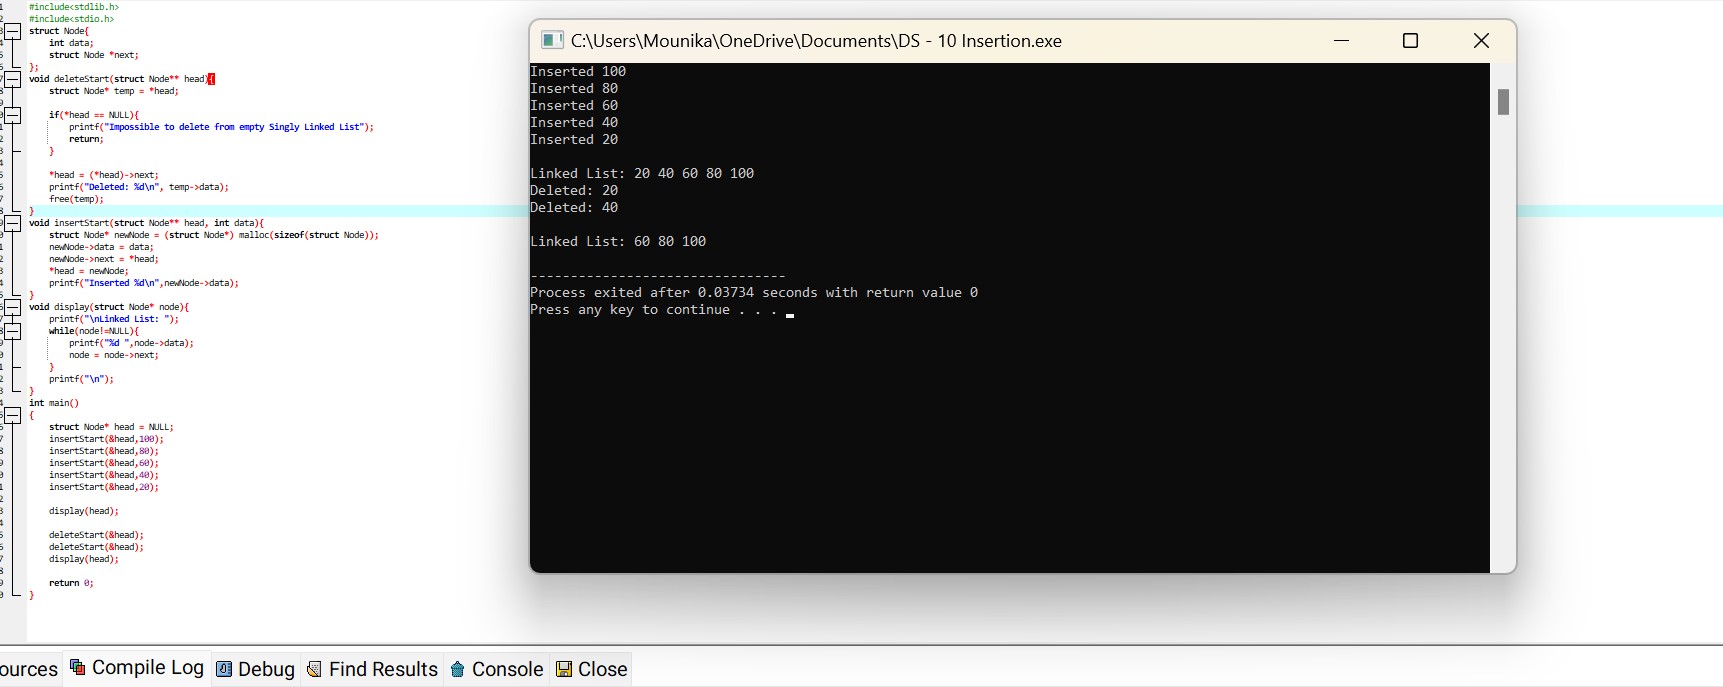 #include<stdlib.h>
#include<stdio.h>
struct Node{
    int data;
    struct Node *next;
};
void deleteStart(struct Node** head){
    struct Node* temp = *head;
    if(*head == NULL){
        printf("Impossible to delete from empty Singly Linked List");
        return;
    }
    *head = (*head)->next;
    printf("Deleted: %d\n", temp->data);
    free(temp);
}
void insertStart(struct Node** head, int data){
    struct Node* newNode = (struct Node*) malloc(sizeof(struct Node));
    newNode->data = data;
    newNode->next = *head;
    *head = newNode;
    printf("Inserted %d\n",newNode->data);
}
void display(struct Node* node){
    printf("\nLinked List: ");
    while(node!=NULL){
        printf("%d ",node->data);
        node = node->next;
    }
    printf("\n");
}
int main()
{
    struct Node* head = NULL;
    insertStart(&head,100);
    insertStart(&head,80);
    insertStart(&head,60);
    insertStart(&head,40);
    insertStart(&head,20);
    display(head);
    deleteStart(&head);
    deleteStart(&head);
    display(head);
    return 0;
}
C:\Users\Mounika\OneDrive\Documents\DS - 10 Insertion.exe
Inserted 100
Inserted 80
Inserted 60
Inserted 40
Inserted 20
Linked List: 20 40 60 80 100
Deleted: 20
Deleted: 40
Linked List: 60 80 100
--------------------------------
Process exited after 0.03734 seconds with return value 0
Press any key to continue . . .
ources Compile Log Debug Find Results Console Close